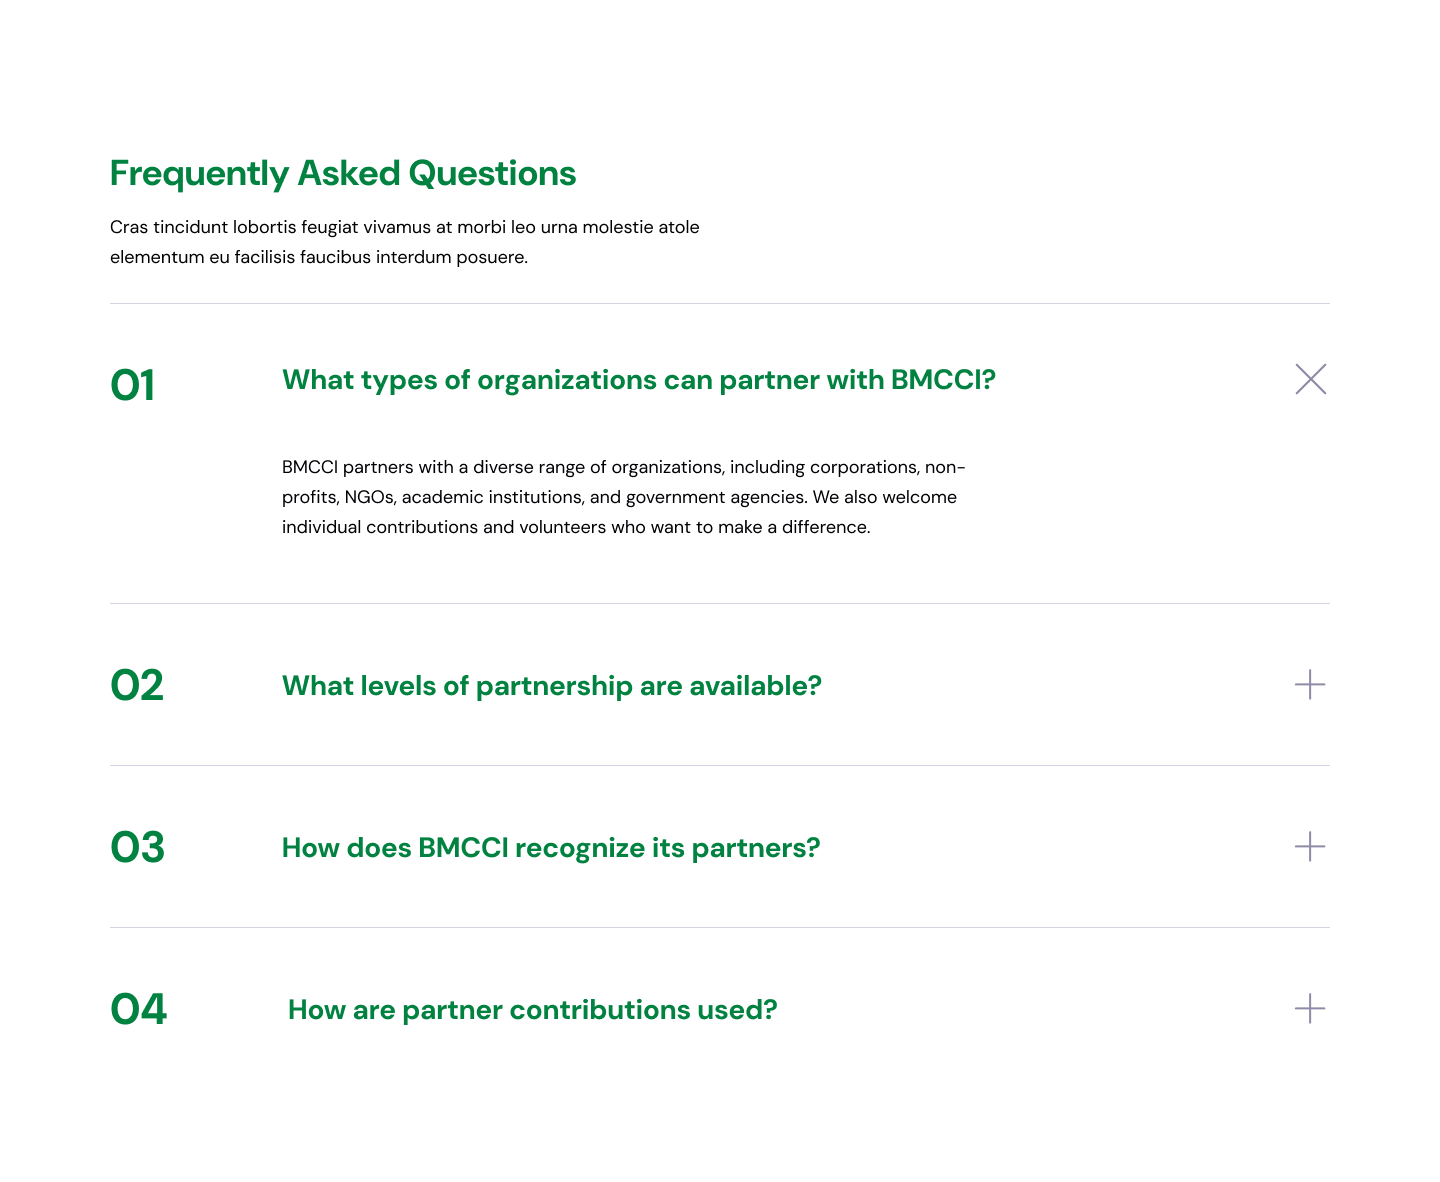 Frequently Asked Questions
Cras tincidunt lobortis feugiat vivamus at morbi leo urna molestie atole
elementum eu facilisis faucibus interdum posuere.
01
What types of organizations can partner with BMCCI?
BMCCI partners with a diverse range of organizations, including corporations, non-
profits, NGOs, academic institutions, and government agencies. We also welcome
individual contributions and volunteers who want to make a difference.
02
What levels of partnership are available?
03
How does BMCCI recognize its partners?
04
How are partner contributions used?